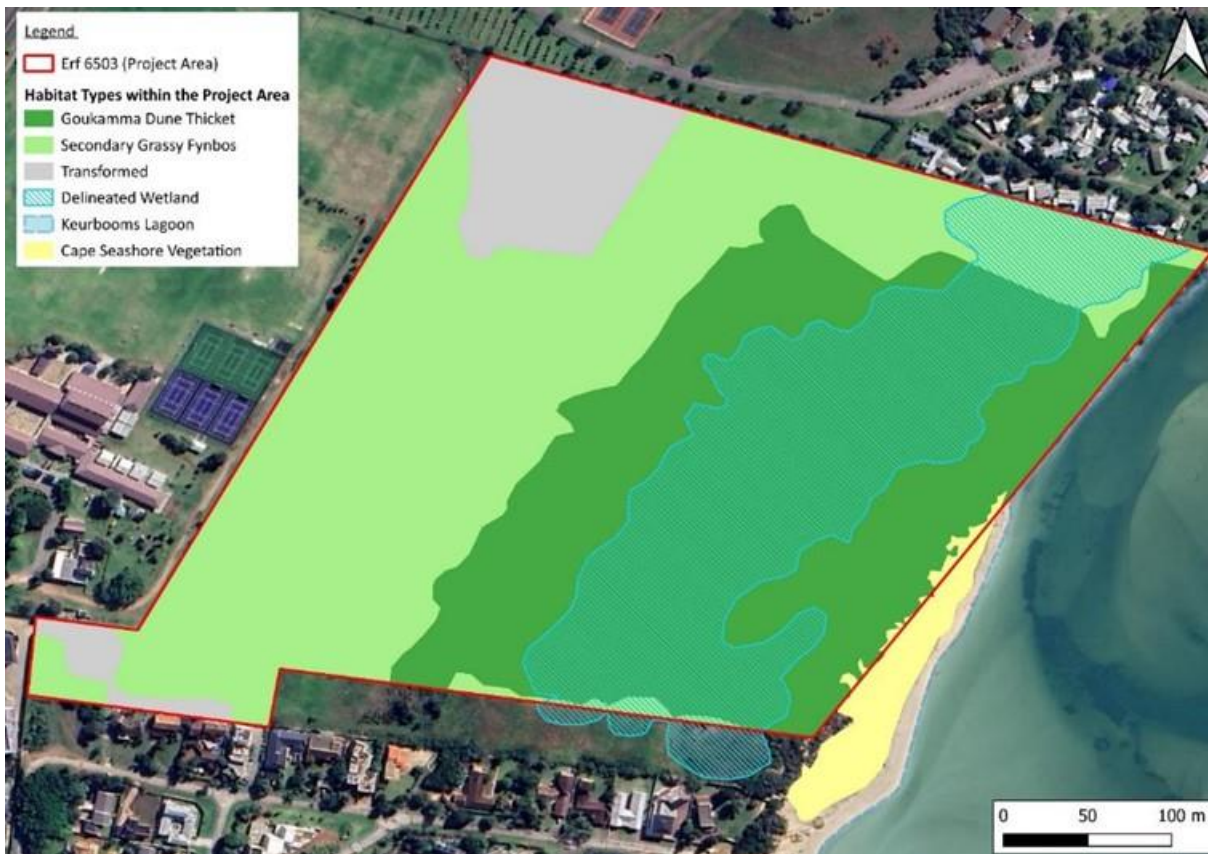 Legend
Erf 6503 (Project Area)
Habitat Types within the Project Area
Goukamma Dune Thicket
Secondary Grassy Fynbos
Transformed
Delineated Wetland
Keurbooms Lagoon
Cape Seashore Vegetation
0 50 100 m